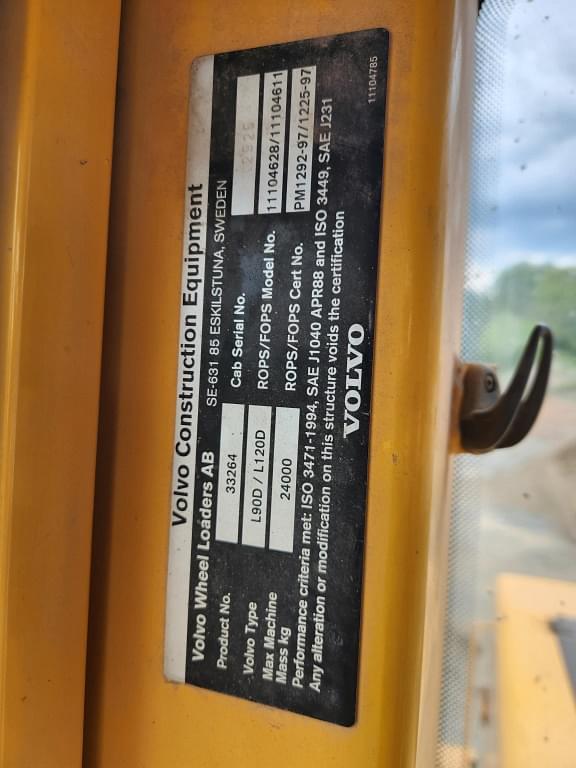 Volvo Construction Equipment
Volvo Wheel Loaders AB SE-631 85 ESKILSTUNA, SWEDEN
Product No. 33264 Cab Serial No.
Volvo Type L90D / L120D ROPS/FOPS Model No. 11104628/11104611
Max Machine
Mass kg 24000 ROPS/FOPS Cert No. PM1292-97/1225-97
Performance criteria met: ISO 3471-1994, SAE J1040 APR88 and ISO 3449, SAE J231
Any alteration or modification on this structure voids the certification
VOLVO
11104785